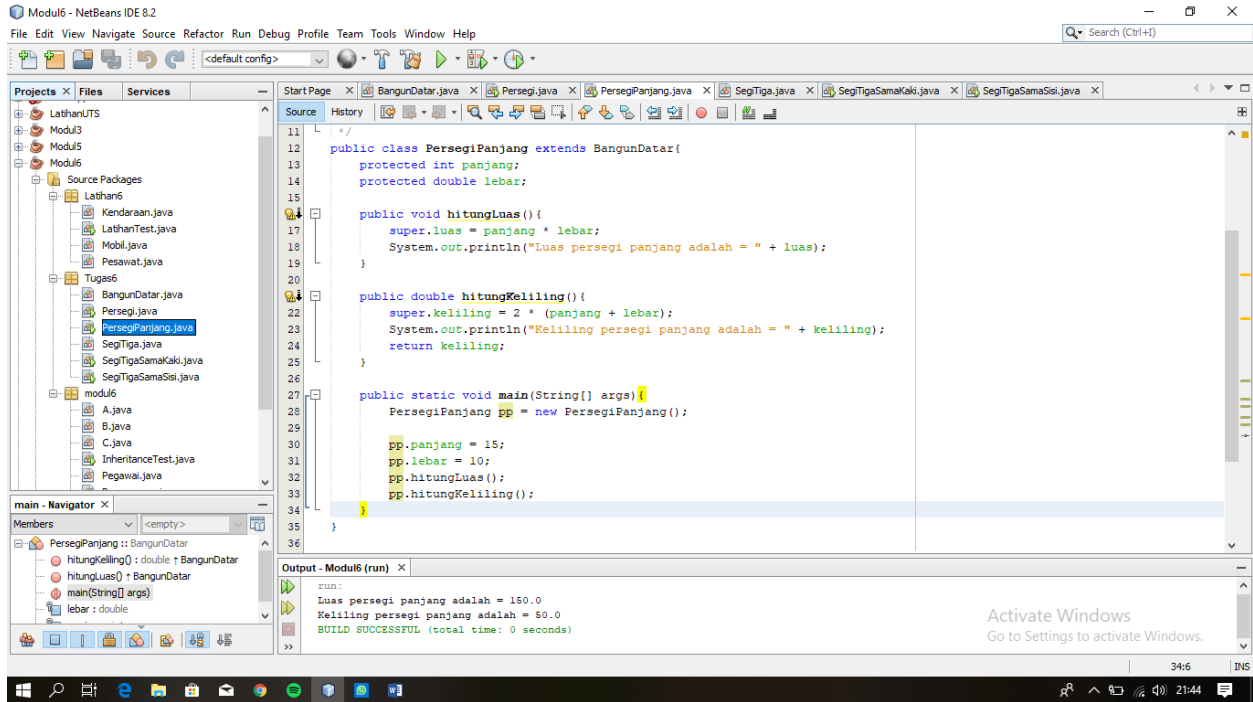 Modul6 - NetBeans IDE 8.2
File Edit View Navigate Source Refactor Run Debug Profile Team Tools Window Help
Search (Ctrl+I)
<default config>
Projects Files Services
LatihanUTS
Modul3
Modul5
Modul6
Source Packages
Latihan6
Kendaraan.java
LatihanTest.java
Mobil.java
Pesawat.java
Tugas6
BangunDatar.java
Persegi.java
PersegiPanjang.java
SegiTiga.java
SegiTigaSamaKaki.java
SegiTigaSamaSisi.java
modul6
A.java
B.java
C.java
InheritanceTest.java
Pegawai.java
main - Navigator
Members <empty>
PersegiPanjang :: BangunDatar
hitungKeliling() : double ↑ BangunDatar
hitungLuas() ↑ BangunDatar
main(String[] args)
lebar : double
Start Page BangunDatar.java Persegi.java PersegiPanjang.java SegiTiga.java SegiTigaSamaKaki.java SegiTigaSamaSisi.java
Source History
11 */
12 public class PersegiPanjang extends BangunDatar{
13 protected int panjang;
14 protected double lebar;
15
public void hitungLuas(){
17 super.luas = panjang * lebar;
18 System.out.println("Luas persegi panjang adalah = " + luas);
19 }
20
public double hitungKeliling(){
22 super.keliling = 2 * (panjang + lebar);
23 System.out.println("Keliling persegi panjang adalah = " + keliling);
24 return keliling;
25 }
26
27 public static void main(String[] args){
28 PersegiPanjang pp = new PersegiPanjang();
29
30 pp.panjang = 15;
31 pp.lebar = 10;
32 pp.hitungLuas();
33 pp.hitungKeliling();
34 }
35 }
36
Output - Modul6 (run)
run:
Luas persegi panjang adalah = 150.0
Keliling persegi panjang adalah = 50.0
BUILD SUCCESSFUL (total time: 0 seconds)
Activate Windows
Go to Settings to activate Windows.
34:6 INS
21:44